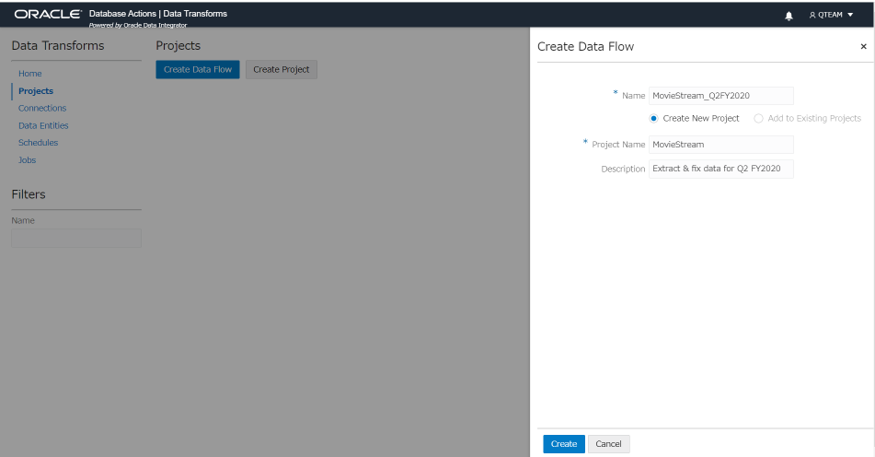 ORACLE Database Actions | Data Transforms
Powered by Oracle Data Integrator
QTEAM
Data Transforms
Home
Projects
Connections
Data Entities
Schedules
Jobs
Filters
Name
Projects
Create Data Flow Create Project
Create Data Flow ×
* Name MovieStream_Q2FY2020
Create New Project Add to Existing Projects
* Project Name MovieStream
Description Extract & fix data for Q2 FY2020
Create Cancel